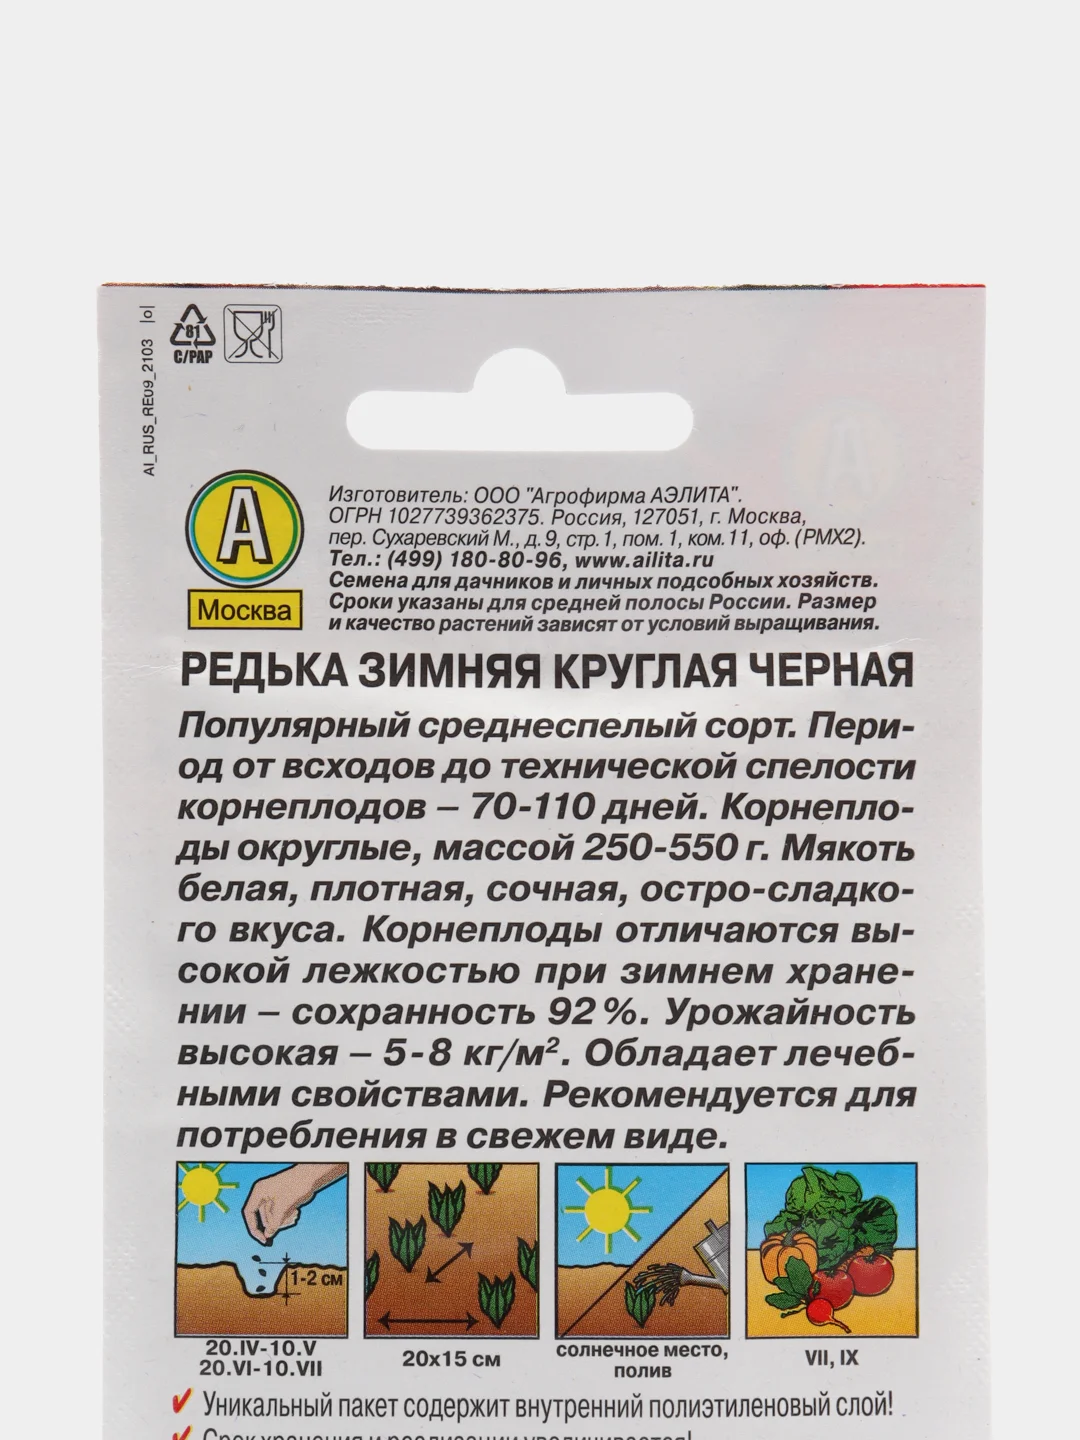 AI_RUS_RE09_2103 |o|
81
C/PAP
А
Москва
Изготовитель: ООО "Агрофирма АЭЛИТА".
ОГРН 1027739362375. Россия, 127051, г. Москва,
пер. Сухаревский М., д. 9, стр. 1, пом. 1, ком. 11, оф. (РМХ2).
Тел.: (499) 180-80-96, www.ailita.ru
Семена для дачников и личных подсобных хозяйств.
Сроки указаны для средней полосы России. Размер
и качество растений зависят от условий выращивания.
РЕДЬКА ЗИМНЯЯ КРУГЛАЯ ЧЕРНАЯ
Популярный среднеспелый сорт. Пери-
од от всходов до технической спелости
корнеплодов – 70-110 дней. Корнепло-
ды округлые, массой 250-550 г. Мякоть
белая, плотная, сочная, остро-сладко-
го вкуса. Корнеплоды отличаются вы-
сокой лежкостью при зимнем хране-
нии – сохранность 92 %. Урожайность
высокая – 5-8 кг/м². Обладает лечеб-
ными свойствами. Рекомендуется для
потребления в свежем виде.
1-2 см
20.IV-10.V
20.VI-10.VII
20х15 см
солнечное место,
полив
VII, IX
Уникальный пакет содержит внутренний полиэтиленовый слой!
Срок хранения и реализации увеличивается!